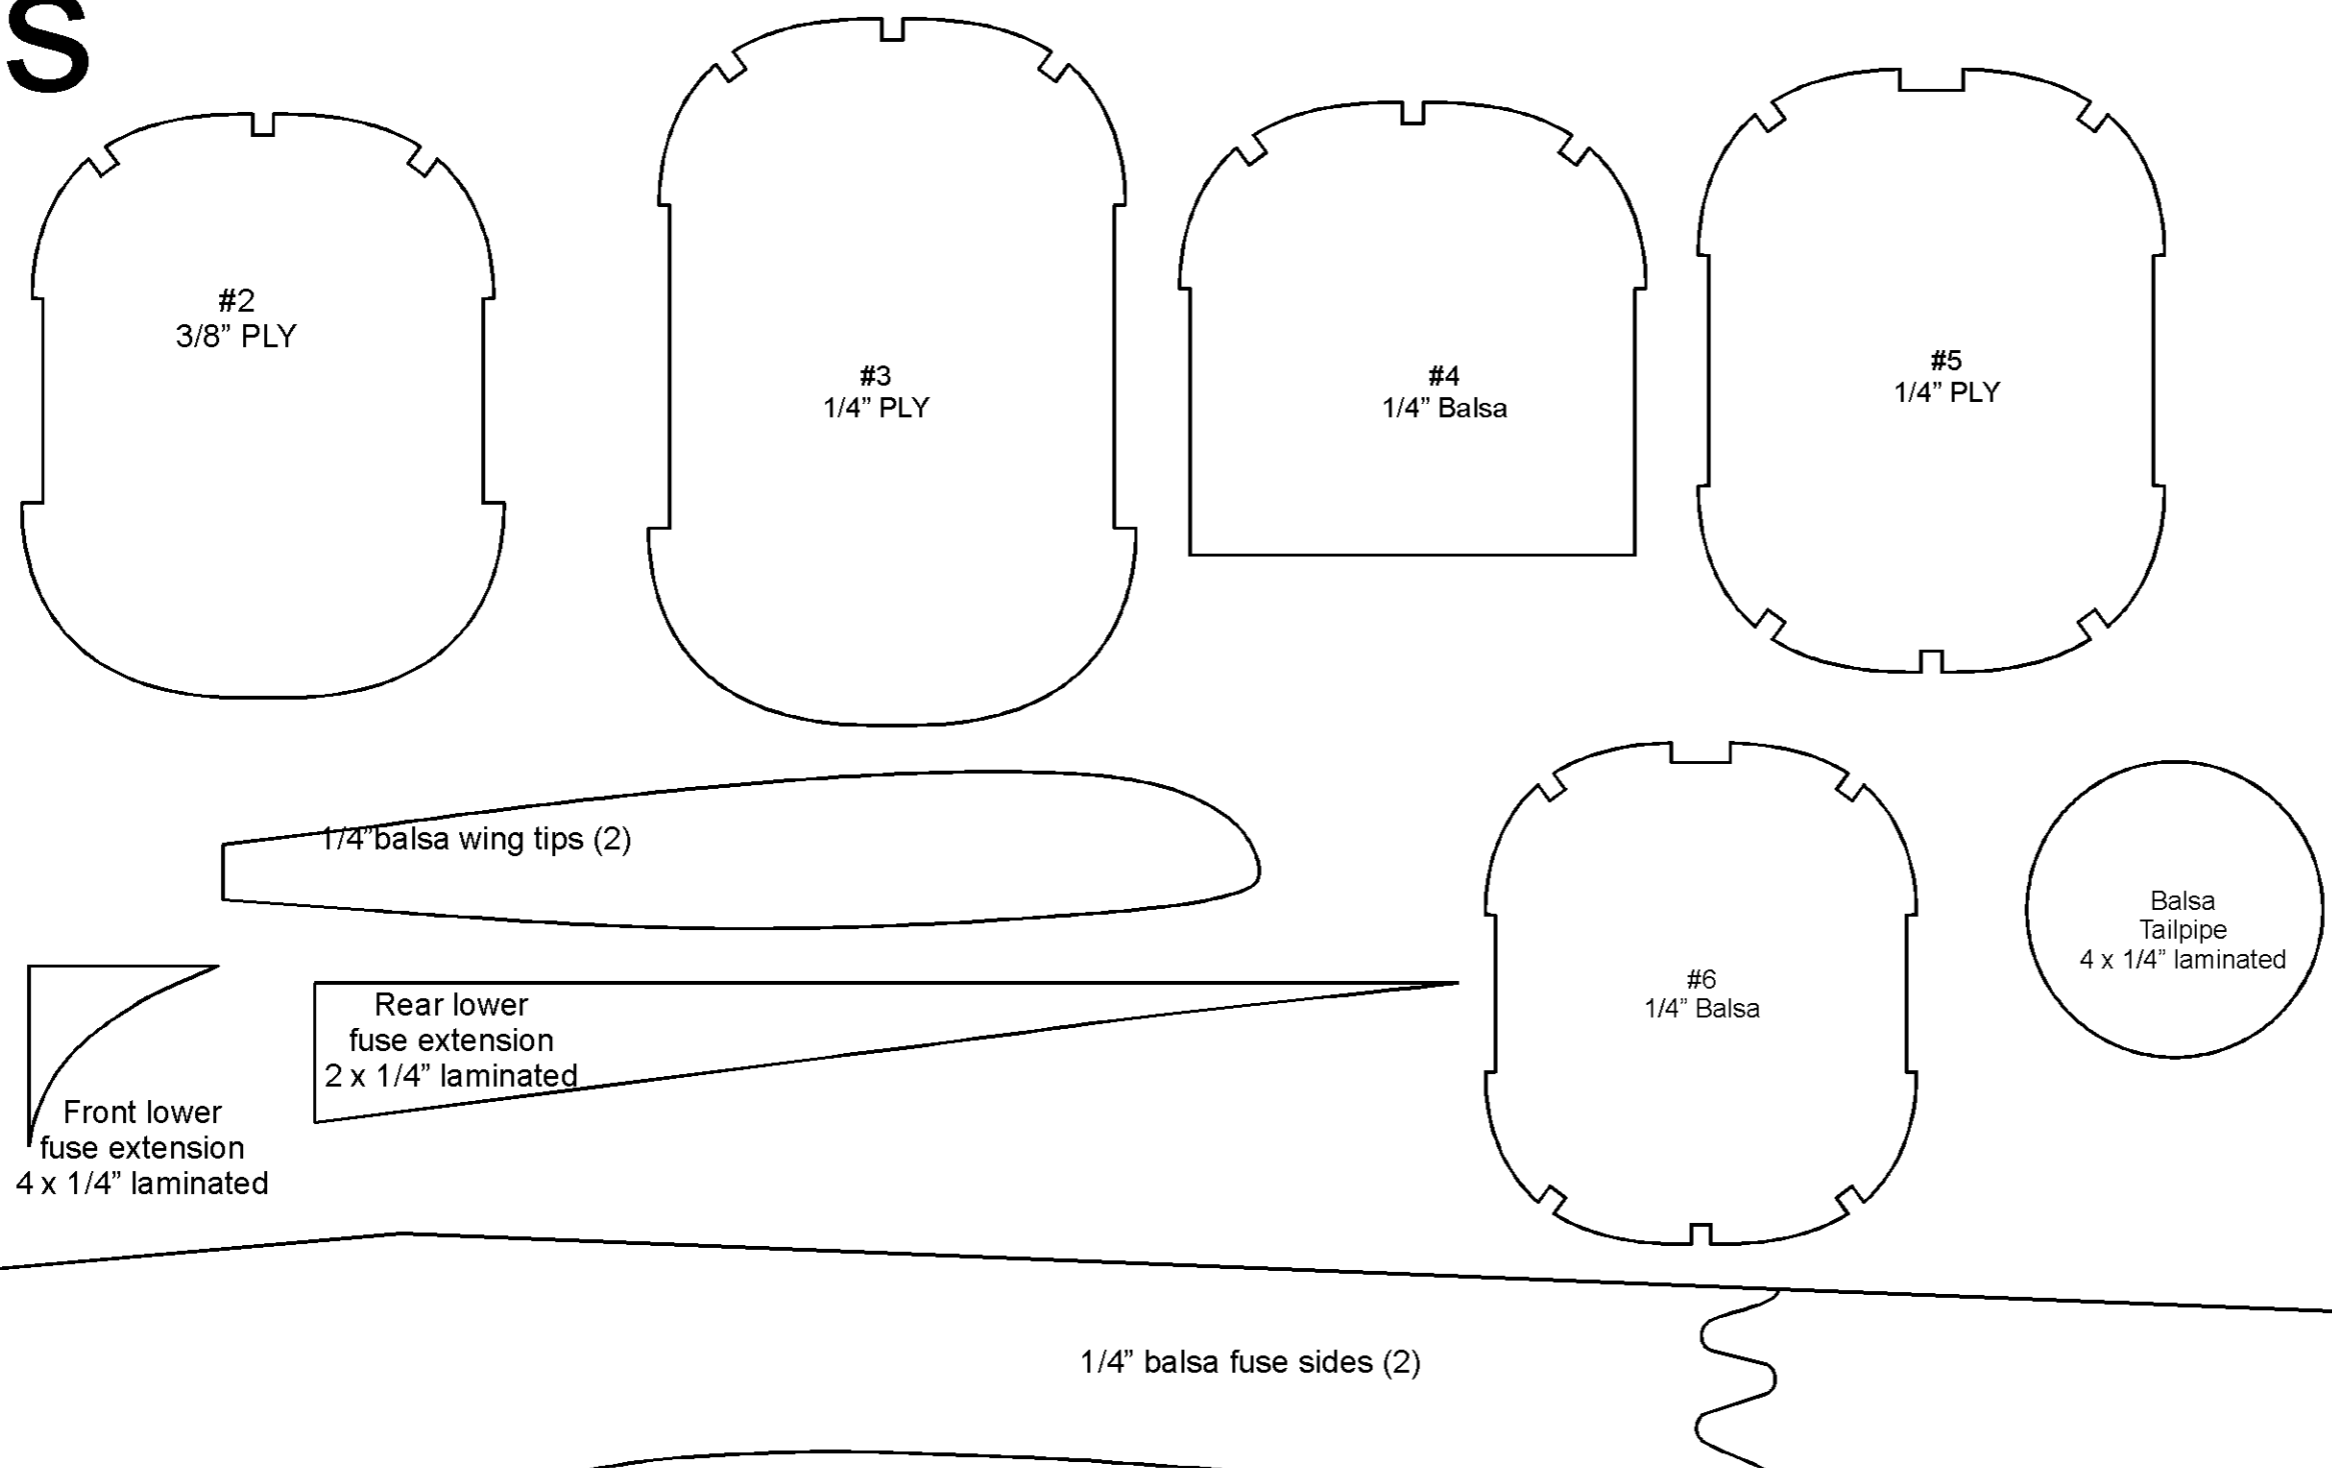 S
#2
3/8” PLY
#3
1/4” PLY
#4
1/4” Balsa
#5
1/4” PLY
1/4”balsa wing tips (2)
#6
1/4” Balsa
Balsa
Tailpipe
4 x 1/4” laminated
Rear lower
fuse extension
2 x 1/4” laminated
Front lower
fuse extension
4 x 1/4” laminated
1/4” balsa fuse sides (2)